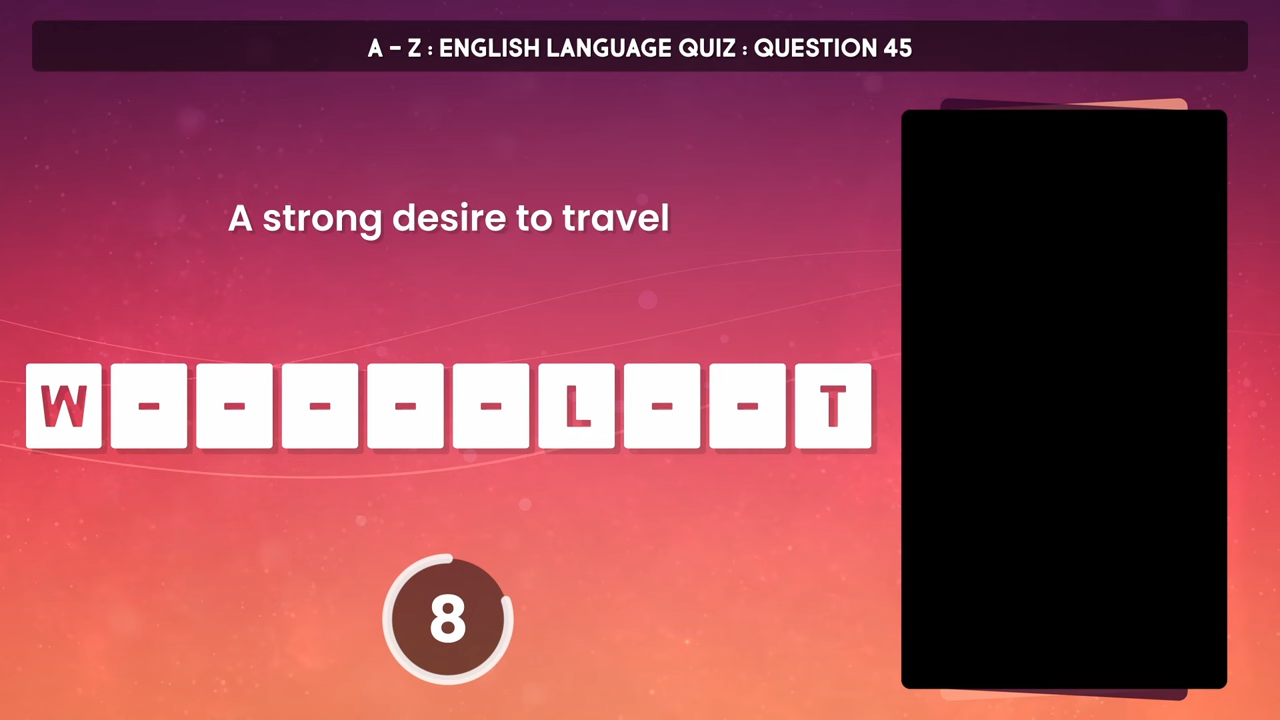 A – Z : ENGLISH LANGUAGE QUIZ : QUESTION 45
A strong desire to travel
W - - - - - L - - T
8